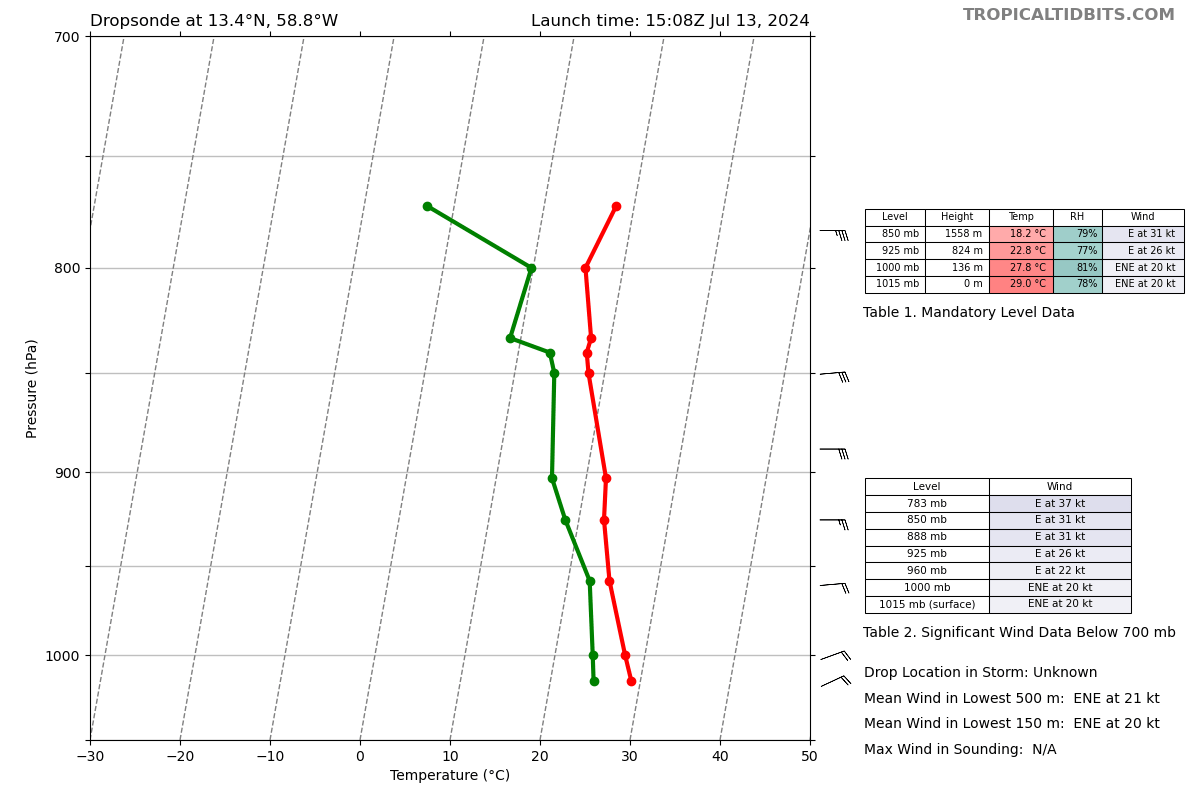 Dropsonde at 13.4°N, 58.8°W
Launch time: 15:08Z Jul 13, 2024
TROPICALTIDBITS.COM
700
800
900
1000
Pressure (hPa)
−30 −20 −10 0 10 20 30 40 50
Temperature (°C)
Level Height Temp RH Wind
850 mb 1558 m 18.2 °C 79% E at 31 kt
925 mb 824 m 22.8 °C 77% E at 26 kt
1000 mb 136 m 27.8 °C 81% ENE at 20 kt
1015 mb 0 m 29.0 °C 78% ENE at 20 kt
Table 1. Mandatory Level Data
Level Wind
783 mb E at 37 kt
850 mb E at 31 kt
888 mb E at 31 kt
925 mb E at 26 kt
960 mb E at 22 kt
1000 mb ENE at 20 kt
1015 mb (surface) ENE at 20 kt
Table 2. Significant Wind Data Below 700 mb
Drop Location in Storm: Unknown
Mean Wind in Lowest 500 m:  ENE at 21 kt
Mean Wind in Lowest 150 m:  ENE at 20 kt
Max Wind in Sounding:  N/A